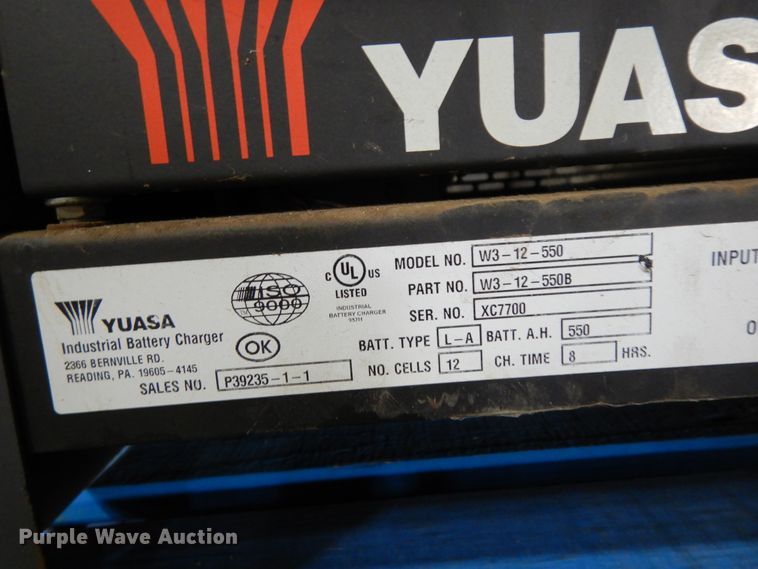 YUAS
YUASA
Industrial Battery Charger
2366 BERNVILLE RD.
READING, PA. 19605-4145
SALES NO. P39235-1-1
ISO
9000
OK
C UL US
LISTED
INDUSTRIAL
BATTERY CHARGER
MODEL NO. W3-12-550
PART NO. W3-12-550B
SER. NO. XC7700
BATT. TYPE L-A BATT. A.H. 550
NO. CELLS 12 CH. TIME 8 HRS.
INPUT
Purple Wave Auction